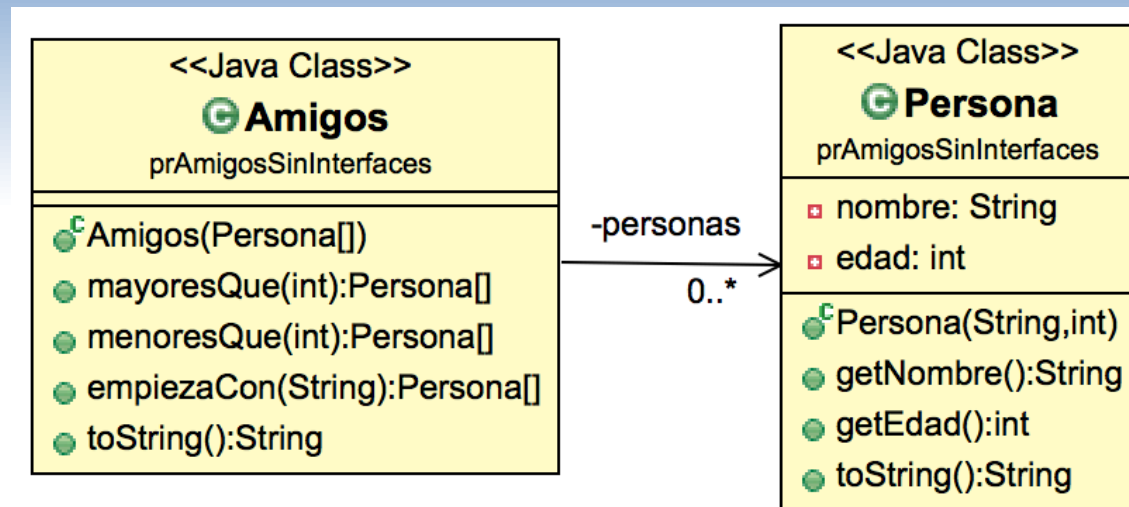 <<Java Class>>
C Amigos
prAmigosSinInterfaces
C Amigos(Persona[])
mayoresQue(int):Persona[]
menoresQue(int):Persona[]
empiezaCon(String):Persona[]
toString():String
-personas
0..*
<<Java Class>>
C Persona
prAmigosSinInterfaces
nombre: String
edad: int
C Persona(String,int)
getNombre():String
getEdad():int
toString():String